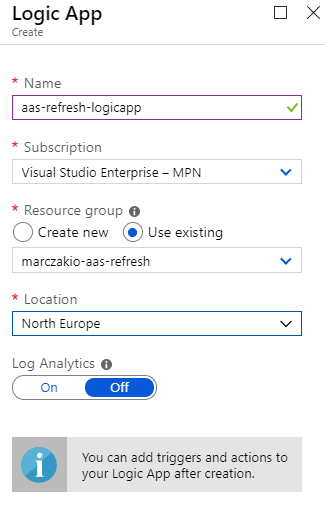 Logic App
Create
* Name
aas-refresh-logicapp
* Subscription
Visual Studio Enterprise – MPN
* Resource group
Create new Use existing
marczakio-aas-refresh
* Location
North Europe
Log Analytics
On Off
You can add triggers and actions to
your Logic App after creation.